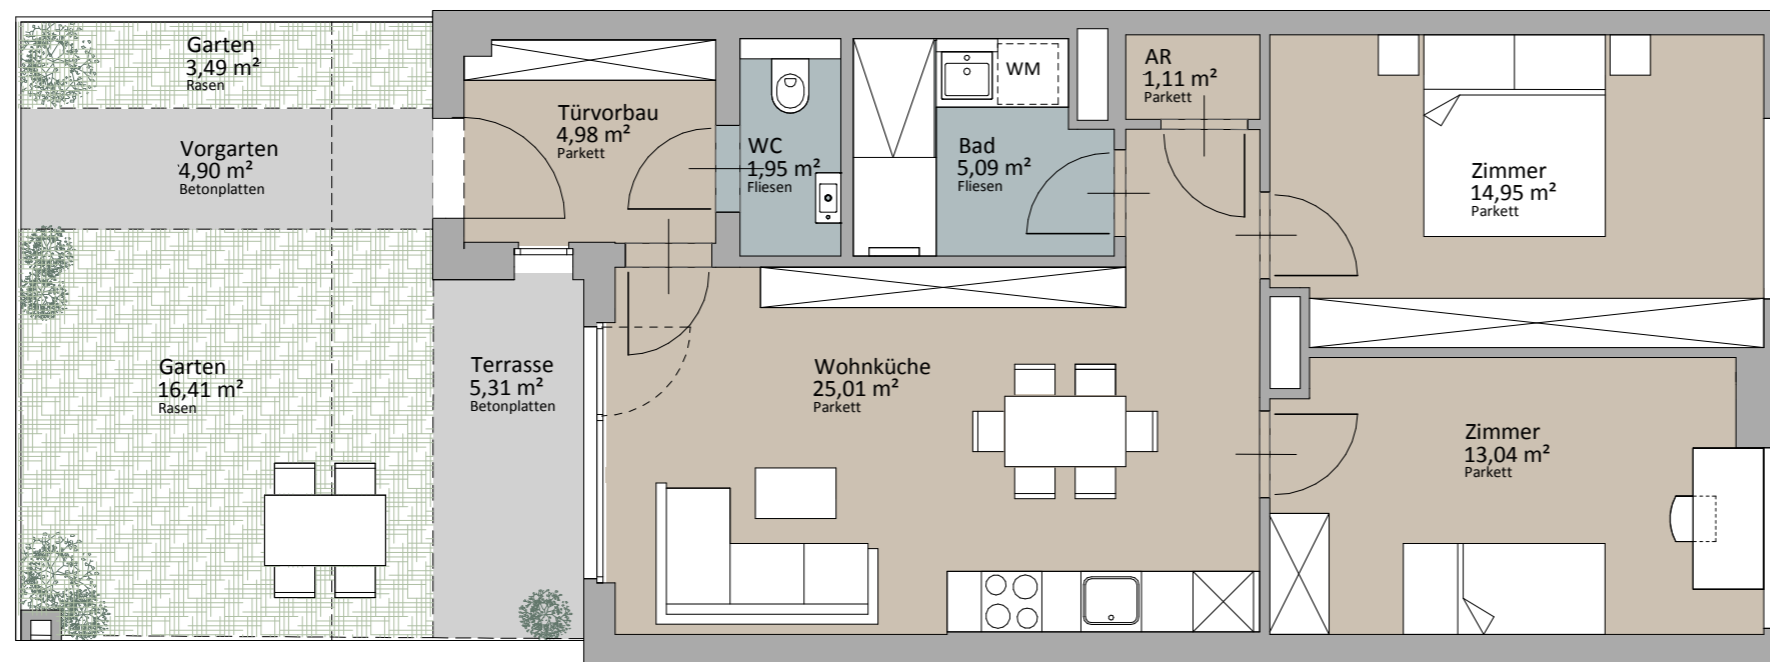 Garten
3,49 m²
Rasen
Vorgarten
4,90 m²
Betonplatten
Garten
16,41 m²
Rasen
Terrasse
5,31 m²
Betonplatten
Türvorbau
4,98 m²
Parkett
WC
1,95 m²
Fliesen
WM
Bad
5,09 m²
Fliesen
AR
1,11 m²
Parkett
Zimmer
14,95 m²
Parkett
Wohnküche
25,01 m²
Parkett
Zimmer
13,04 m²
Parkett